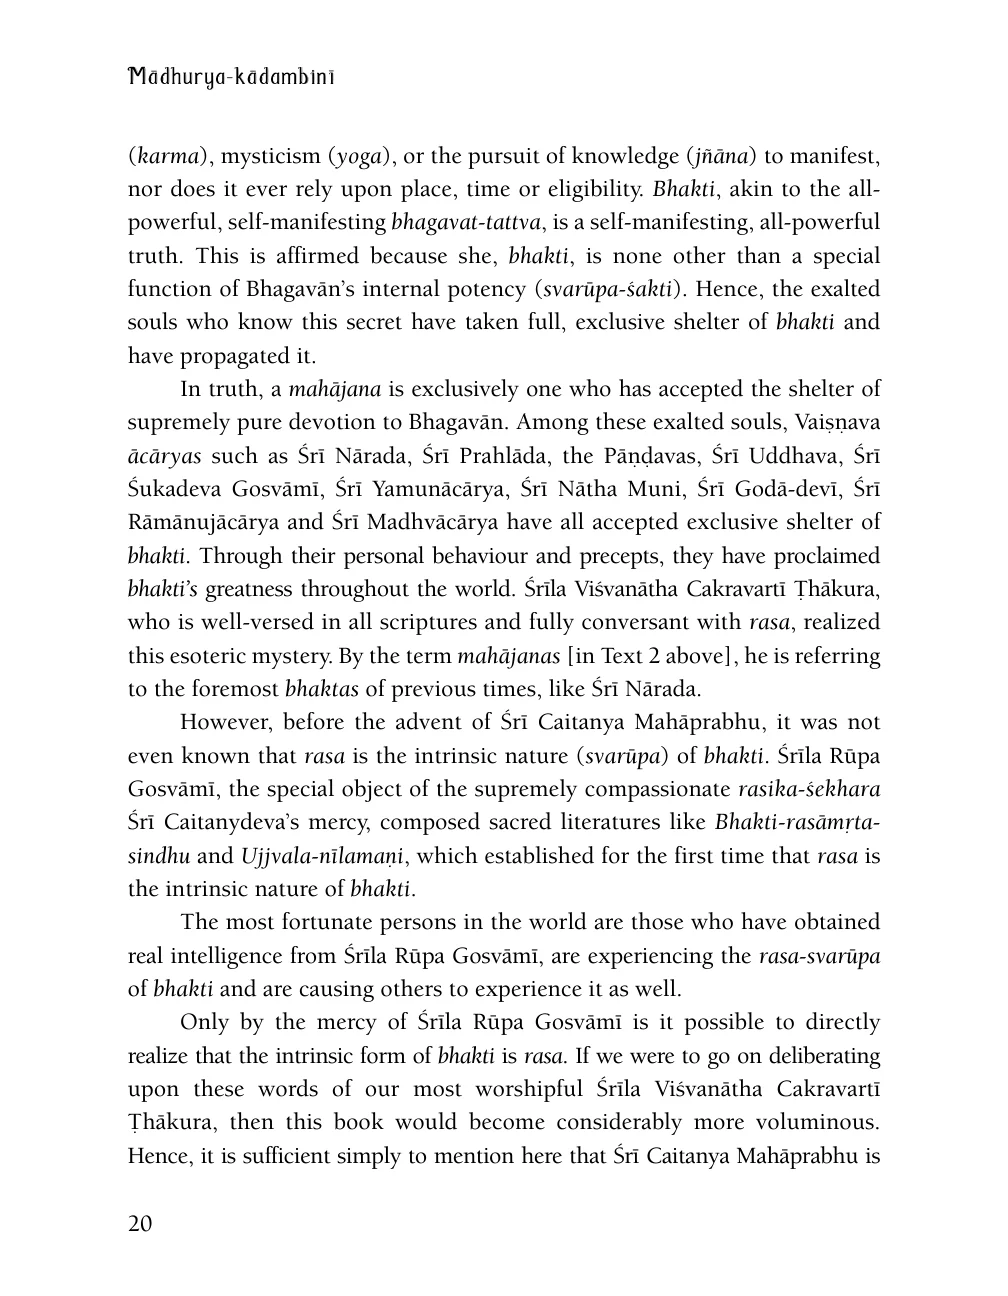 Mādhurya-kādambinī
(karma), mysticism (yoga), or the pursuit of knowledge (jñāna) to manifest,
nor does it ever rely upon place, time or eligibility. Bhakti, akin to the all-
powerful, self-manifesting bhagavat-tattva, is a self-manifesting, all-powerful
truth. This is affirmed because she, bhakti, is none other than a special
function of Bhagavān’s internal potency (svarūpa-śakti). Hence, the exalted
souls who know this secret have taken full, exclusive shelter of bhakti and
have propagated it.
In truth, a mahājana is exclusively one who has accepted the shelter of
supremely pure devotion to Bhagavān. Among these exalted souls, Vaiṣṇava
ācāryas such as Śrī Nārada, Śrī Prahlāda, the Pāṇḍavas, Śrī Uddhava, Śrī
Śukadeva Gosvāmī, Śrī Yamunācārya, Śrī Nātha Muni, Śrī Godā-devī, Śrī
Rāmānujācārya and Śrī Madhvācārya have all accepted exclusive shelter of
bhakti. Through their personal behaviour and precepts, they have proclaimed
bhakti’s greatness throughout the world. Śrīla Viśvanātha Cakravartī Ṭhākura,
who is well-versed in all scriptures and fully conversant with rasa, realized
this esoteric mystery. By the term mahājanas [in Text 2 above], he is referring
to the foremost bhaktas of previous times, like Śrī Nārada.
However, before the advent of Śrī Caitanya Mahāprabhu, it was not
even known that rasa is the intrinsic nature (svarūpa) of bhakti. Śrīla Rūpa
Gosvāmī, the special object of the supremely compassionate rasika-śekhara
Śrī Caitanydeva’s mercy, composed sacred literatures like Bhakti-rasāmṛta-
sindhu and Ujjvala-nīlamaṇi, which established for the first time that rasa is
the intrinsic nature of bhakti.
The most fortunate persons in the world are those who have obtained
real intelligence from Śrīla Rūpa Gosvāmī, are experiencing the rasa-svarūpa
of bhakti and are causing others to experience it as well.
Only by the mercy of Śrīla Rūpa Gosvāmī is it possible to directly
realize that the intrinsic form of bhakti is rasa. If we were to go on deliberating
upon these words of our most worshipful Śrīla Viśvanātha Cakravartī
Ṭhākura, then this book would become considerably more voluminous.
Hence, it is sufficient simply to mention here that Śrī Caitanya Mahāprabhu is
20